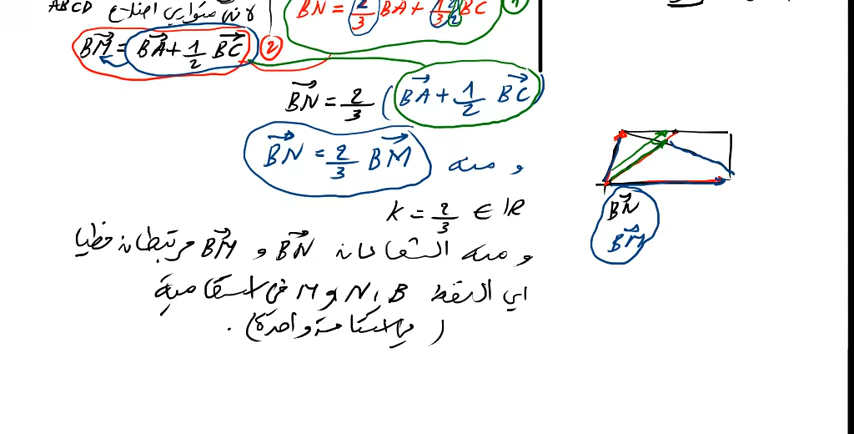 BN = 2/3 BA + 1/3 BC ①
ABCD لأن متوازي أضلاع
BM = BA + 1/2 BC ②
BN = 2/3 (BA + 1/2 BC)
ومنه BN = 2/3 BM
K = 2/3 ∈ IR
ومنه الشعاعان BN و BM مرتبطان خطيا
اي النقط B, N و M في استقامية
(في استقامة واحدة).
BN
BM